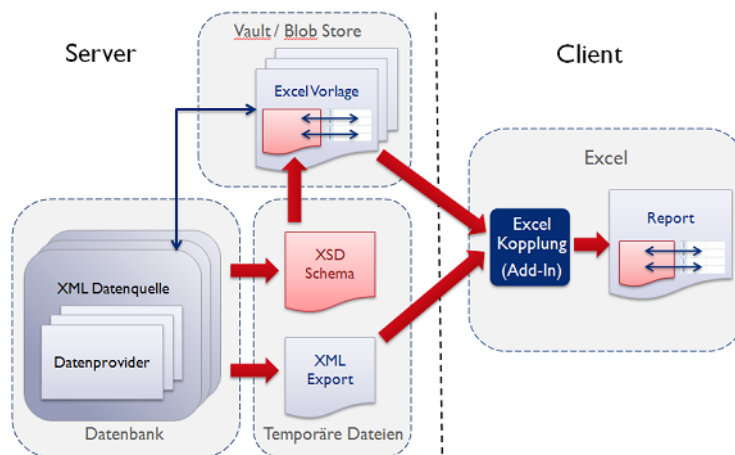 Server
Vault / Blob Store
Client
Excel Vorlage
Excel
XML Datenquelle
Datenprovider
Datenbank
XSD
Schema
XML
Export
Temporäre Dateien
Excel
Kopplung
(Add-In)
Report